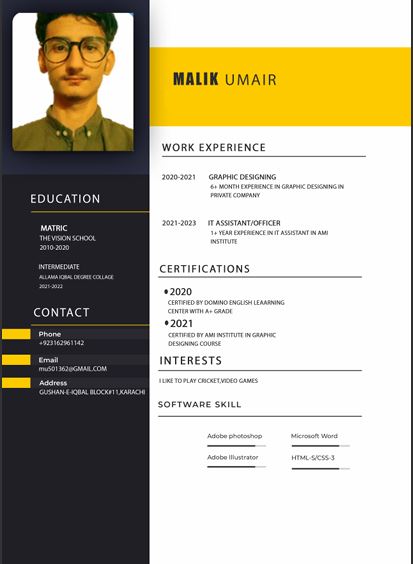 MALIK UMAIR
EDUCATION
MATRIC
THE VISION SCHOOL
2010-2020
INTERMEDIATE
ALLAMA IQBAL DEGREE COLLAGE
2021-2022
CONTACT
Phone
+923162961142
Email
mu501362@GMAIL.COM
Address
GUSHAN-E-IQBAL BLOCK#11,KARACHI
WORK EXPERIENCE
2020-2021 GRAPHIC DESIGNING
6+ MONTH EXPERIENCE IN GRAPHIC DESIGNING IN
PRIVATE COMPANY
2021-2023 IT ASSISTANT/OFFICER
1+ YEAR EXPERIENCE IN IT ASSISTANT IN AMI
INSTITUTE
CERTIFICATIONS
2020
CERTIFIED BY DOMINO ENGLISH LEAARNING
CENTER WITH A+ GRADE
2021
CERTIFIED BY AMI INSTITUTE IN GRAPHIC
DESIGNING COURSE
INTERESTS
I LIKE TO PLAY CRICKET,VIDEO GAMES
SOFTWARE SKILL
Adobe photoshop Microsoft Word
Adobe Illustrator HTML-5/CSS-3